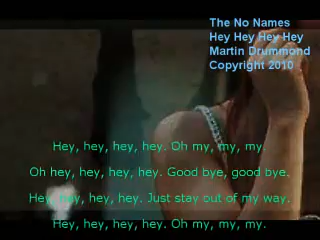 The No Names
Hey Hey Hey Hey
Martin Drummond
Copyright 2010
Hey, hey, hey, hey. Oh my, my, my.
Oh hey, hey, hey, hey. Good bye, good bye.
Hey, hey, hey, hey. Just stay out of my way.
Hey, hey, hey, hey. Oh my, my, my.